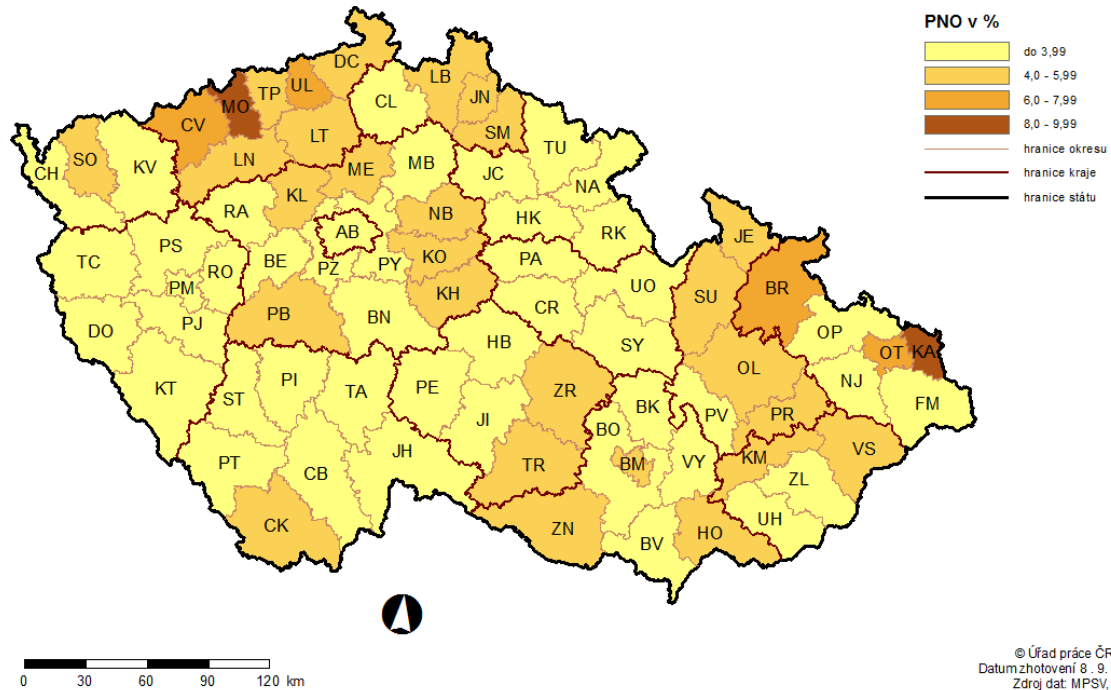 PNO v %
do 3,99
4,0 - 5,99
6,0 - 7,99
8,0 - 9,99
hranice okresu
hranice kraje
hranice státu
DC
LB
JN
UL
TP
MO
CL
SM
CV
LT
TU
LN
ME
MB
JC
NA
SO
KV
CH
KL
RA
NB
HK
AB
RK
JE
PS
TC
RO
BE
PZ
PY
KO
PA
PM
KH
UO
SU
BR
PB
BN
CR
OP
DO
PJ
OT
KA
HB
SY
OL
NJ
FM
KT
ST
PI
TA
PE
ZR
BK
PV
PR
JI
BO
VS
JH
TR
BM
VY
KM
PT
CB
ZL
CK
ZN
HO
UH
BV
0 30 60 90 120 km
© Úřad práce ČR
Datum zhotovení 8. 9.
Zdroj dat: MPSV,